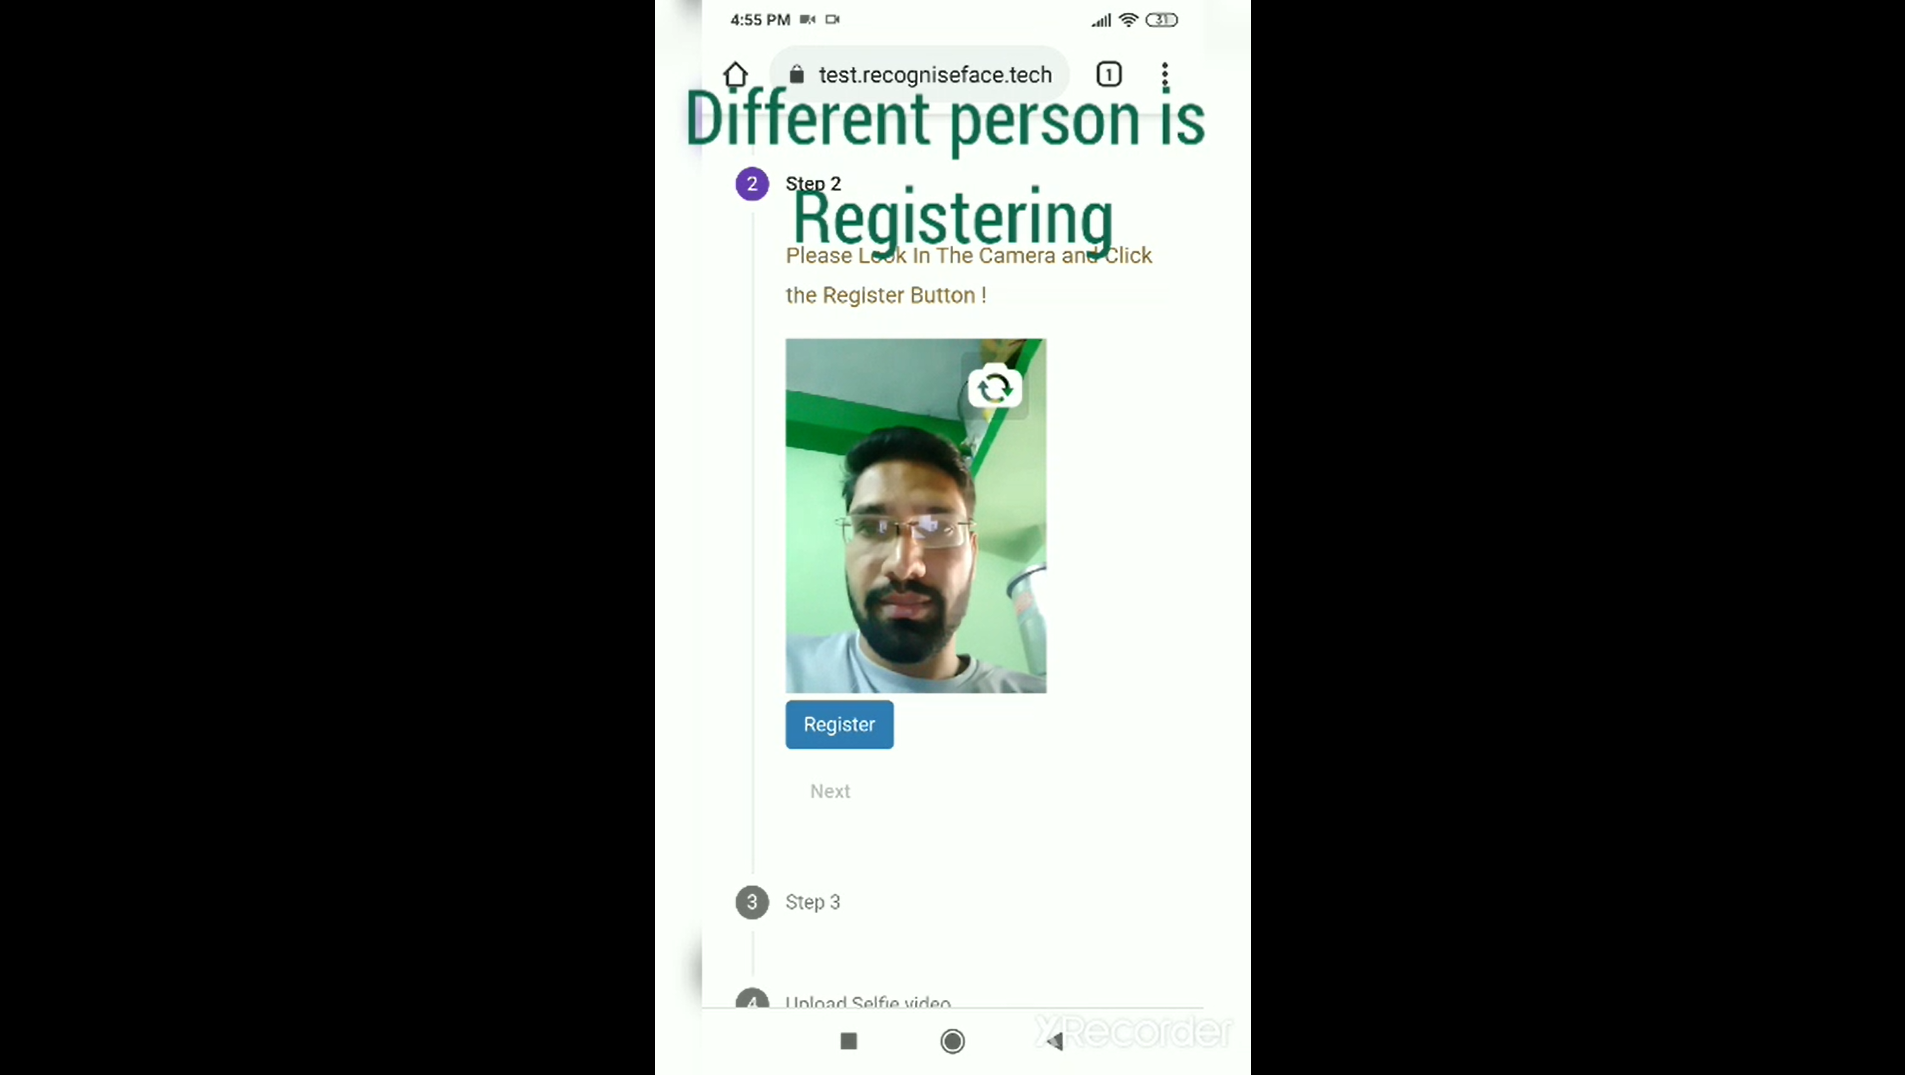 4:55 PM
31
test.recogniseface.tech
1
Different person is
2 Step 2
Registering
Please Look In The Camera and Click
the Register Button !
Register
Next
3 Step 3
4 Upload Selfie video
XRecorder